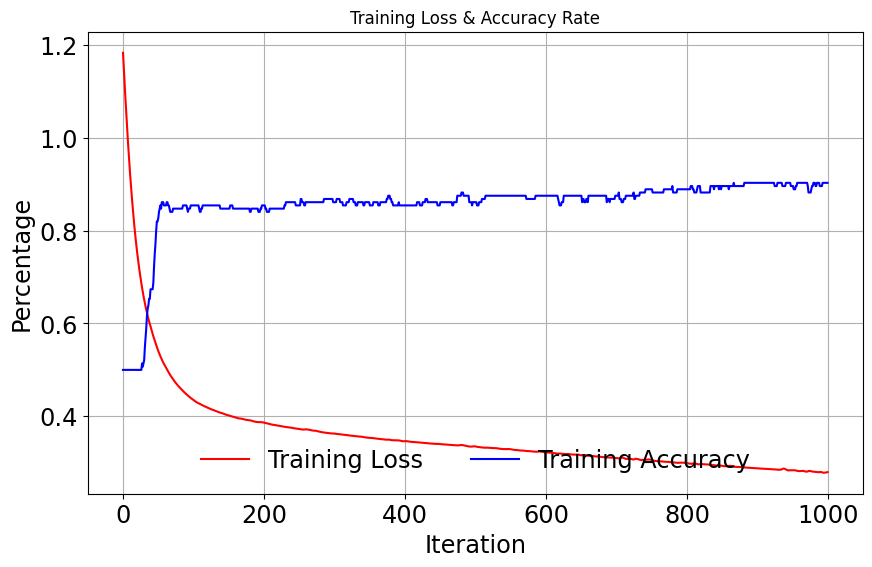 Training Loss & Accuracy Rate
1.2
1.0
0.8
0.6
0.4
Percentage
Training Loss
Training Accuracy
0 200 400 600 800 1000
Iteration